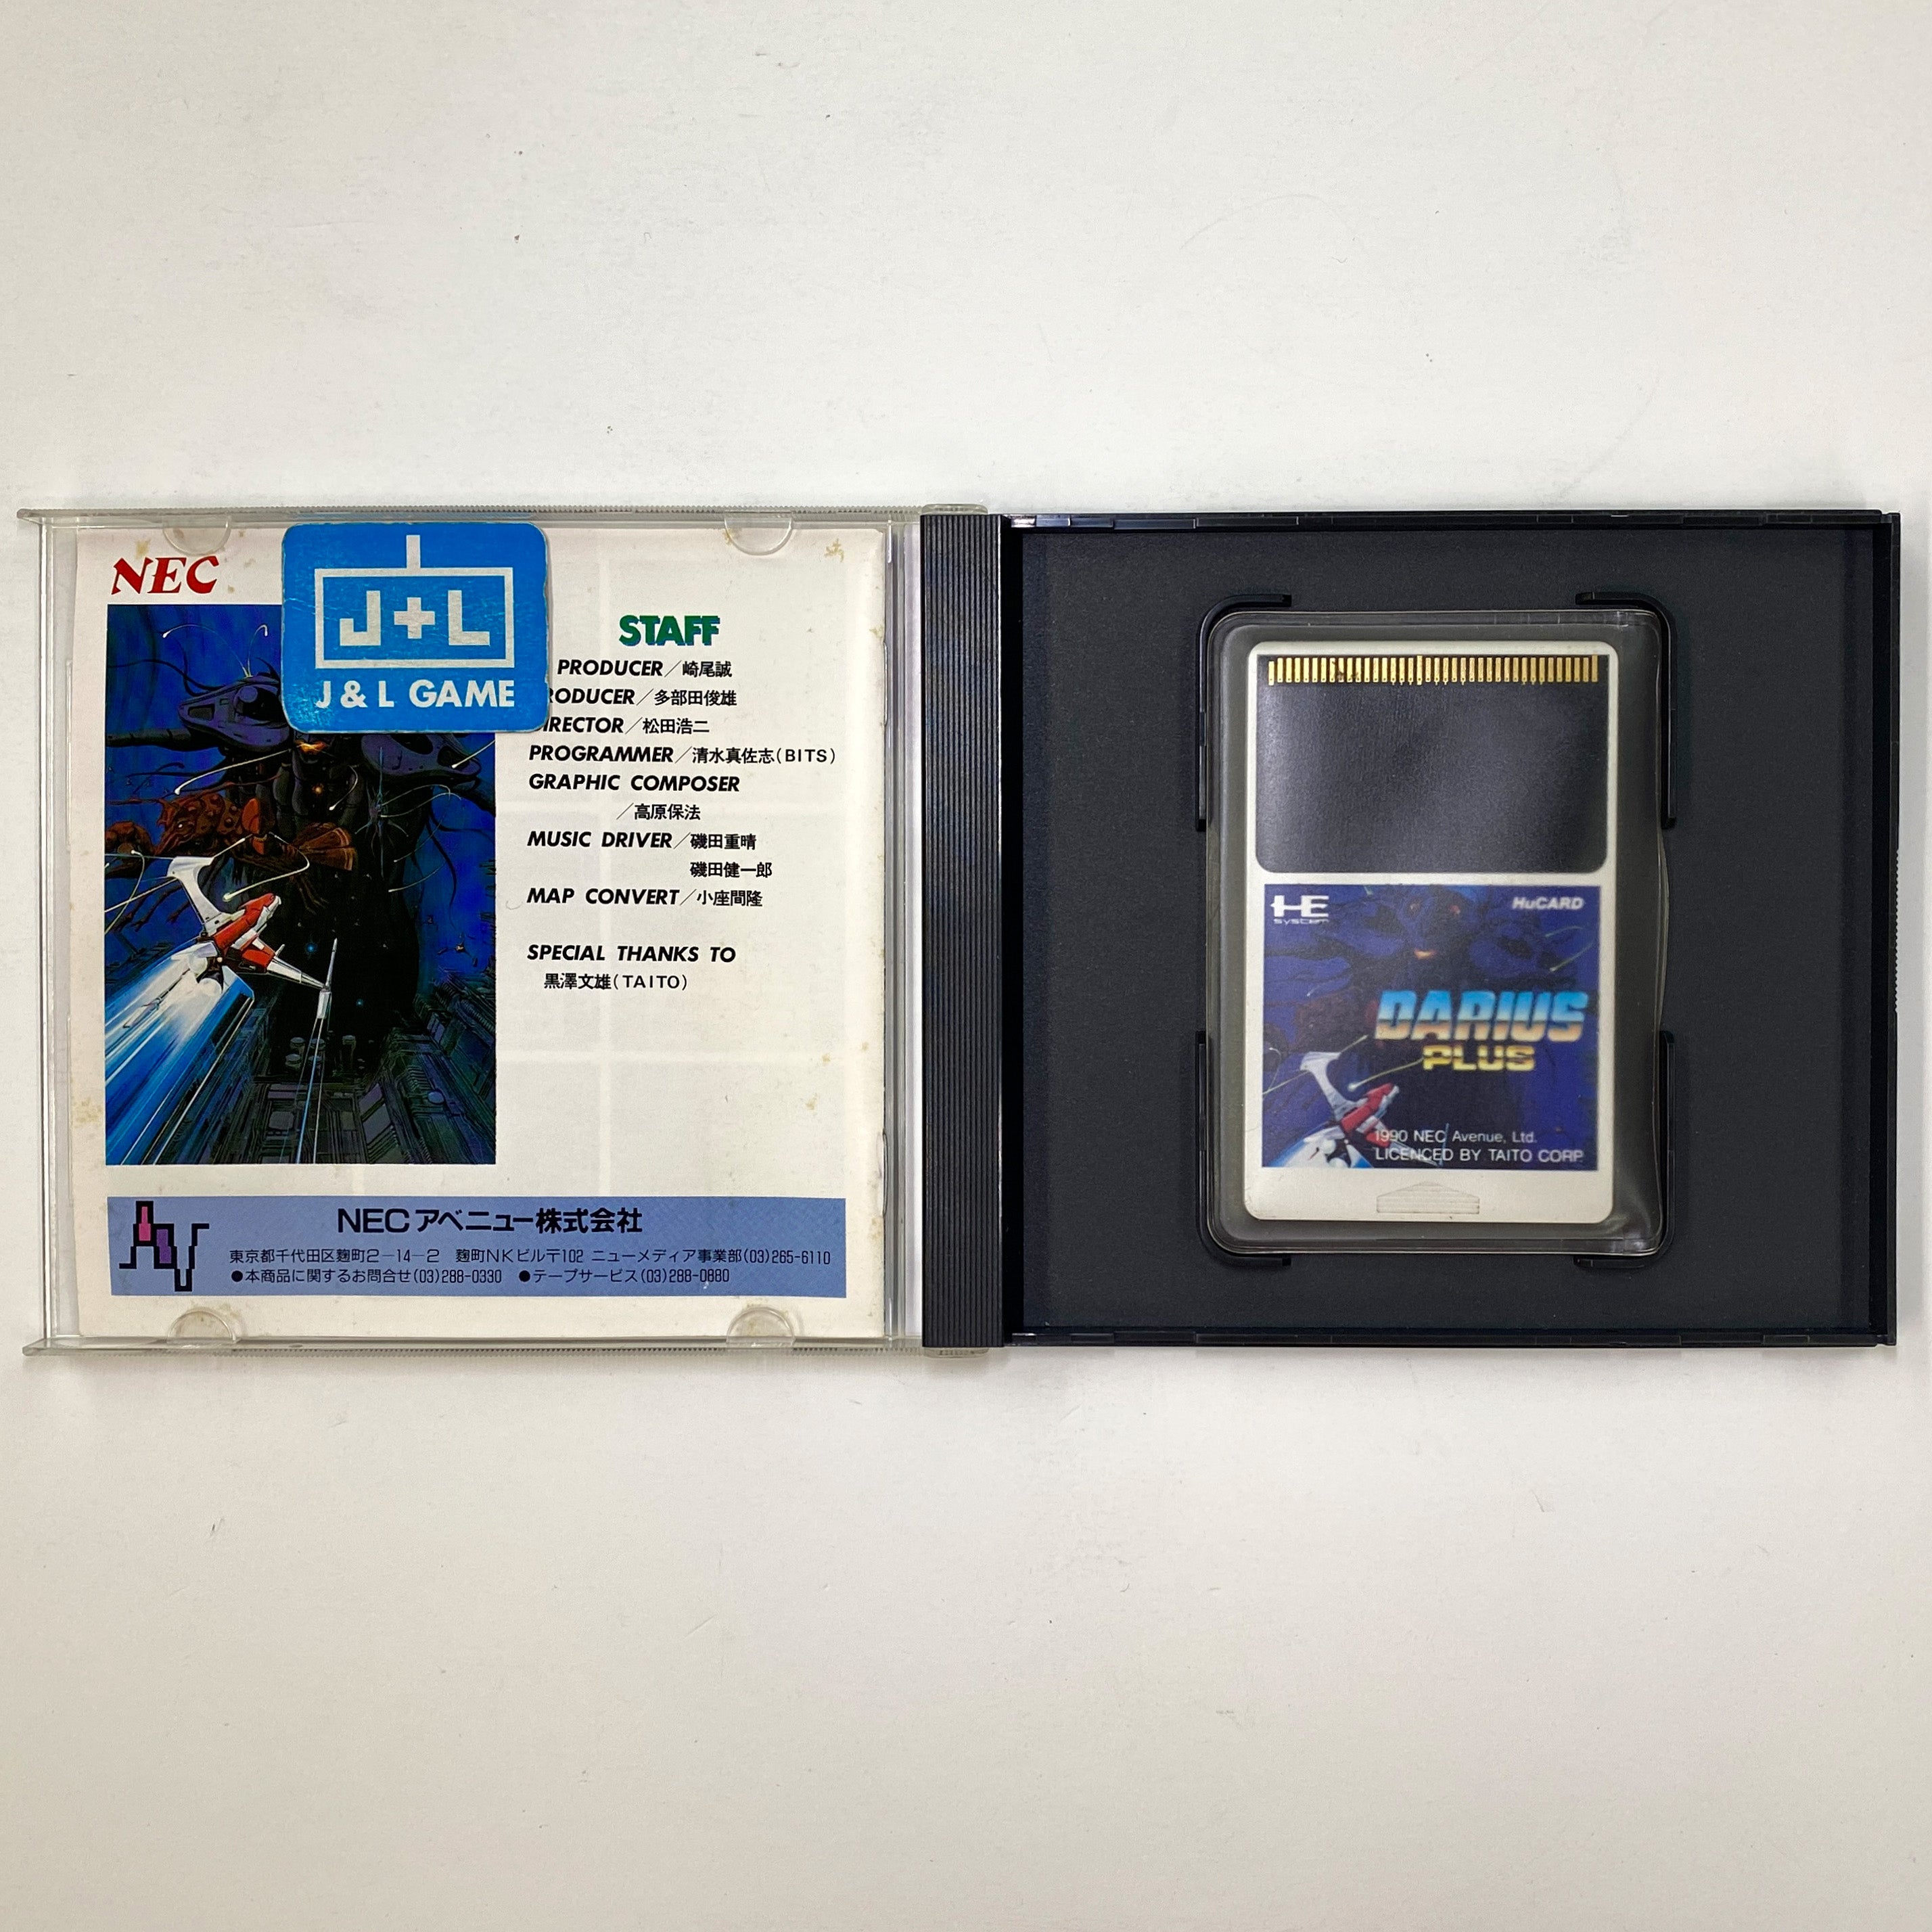 NEC
J+L
J & L GAME
STAFF
PRODUCER/崎尾誠
RODUCER/多部田俊雄
IRECTOR/松田浩二
PROGRAMMER/清水真佐志(BITS)
GRAPHIC COMPOSER
/高原保法
MUSIC DRIVER/磯田重晴
磯田健一郎
MAP CONVERT/小座間隆
SPECIAL THANKS TO
黒澤文雄(TAITO)
NECアベニュー株式会社
東京都千代田区麹町2-14-2 麹町NKビル〒102 ニューメディア事業部(03)265-6110
●本商品に関するお問合せ(03)288-0330 ●テープサービス(03)288-0880
HE HuCARD
SYSTEM
DARIUS
PLUS
1990 NEC Avenue, Ltd.
LICENCED BY TAITO CORP.